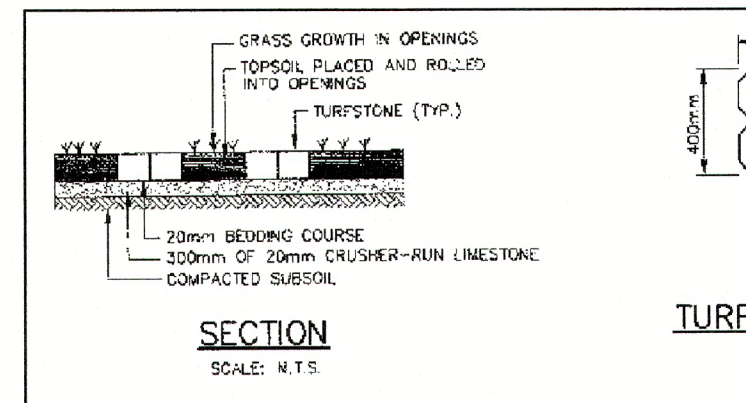 GRASS GROWTH IN OPENINGS
TOPSOIL PLACED AND ROLLED
INTO OPENINGS
TURFSTONE (TYP.)
400mm
20mm BEDDING COURSE
300mm OF 20mm CRUSHER-RUN LIMESTONE
COMPACTED SUBSOIL
SECTION
SCALE: N.T.S.
TURF